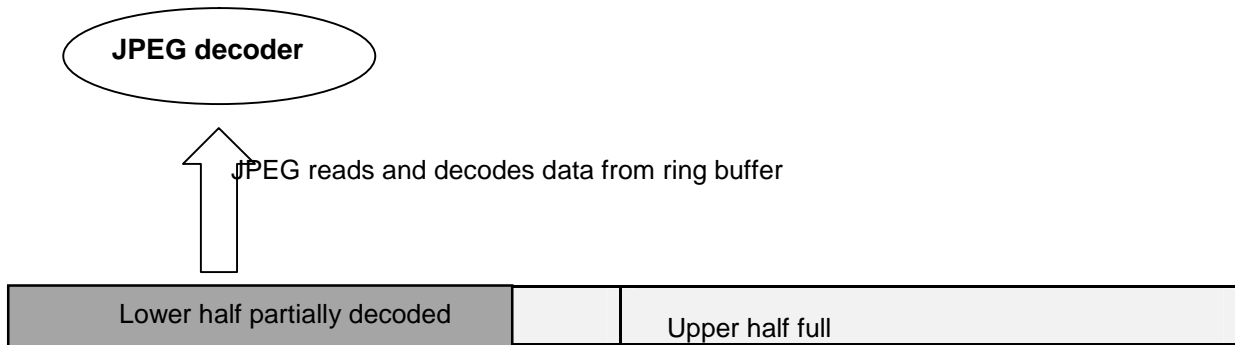 JPEG decoder
JPEG reads and decodes data from ring buffer
Lower half partially decoded
Upper half full